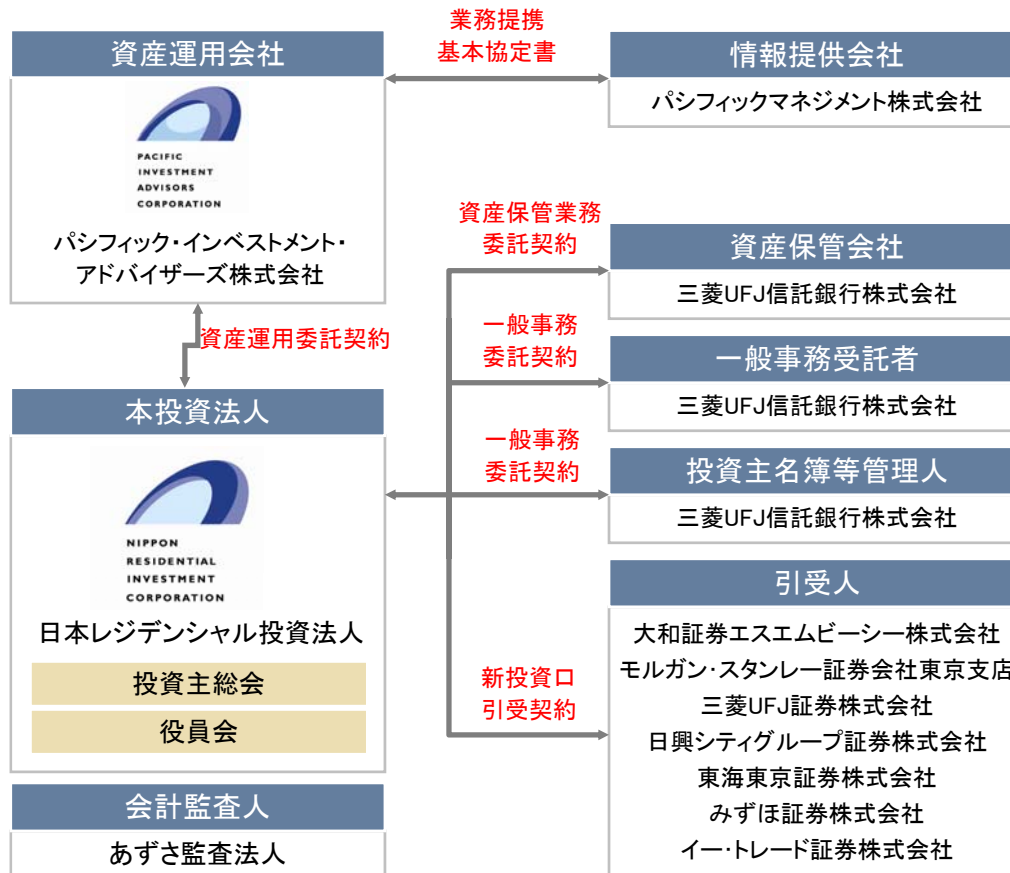 業務提携
基本協定書
資産運用会社
PACIFIC
INVESTMENT
ADVISORS
CORPORATION
パシフィック・インベストメント・
アドバイザーズ株式会社
情報提供会社
パシフィックマネジメント株式会社
資産運用委託契約
資産保管業務
委託契約
資産保管会社
三菱UFJ信託銀行株式会社
一般事務
委託契約
一般事務受託者
三菱UFJ信託銀行株式会社
一般事務
委託契約
投資主名簿等管理人
三菱UFJ信託銀行株式会社
本投資法人
NIPPON
RESIDENTIAL
INVESTMENT
CORPORATION
日本レジデンシャル投資法人
投資主総会
役員会
新投資口
引受契約
引受人
大和証券エスエムビーシー株式会社
モルガン・スタンレー証券会社東京支店
三菱UFJ証券株式会社
日興シティグループ証券株式会社
東海東京証券株式会社
みずほ証券株式会社
イー・トレード証券株式会社
会計監査人
あずさ監査法人